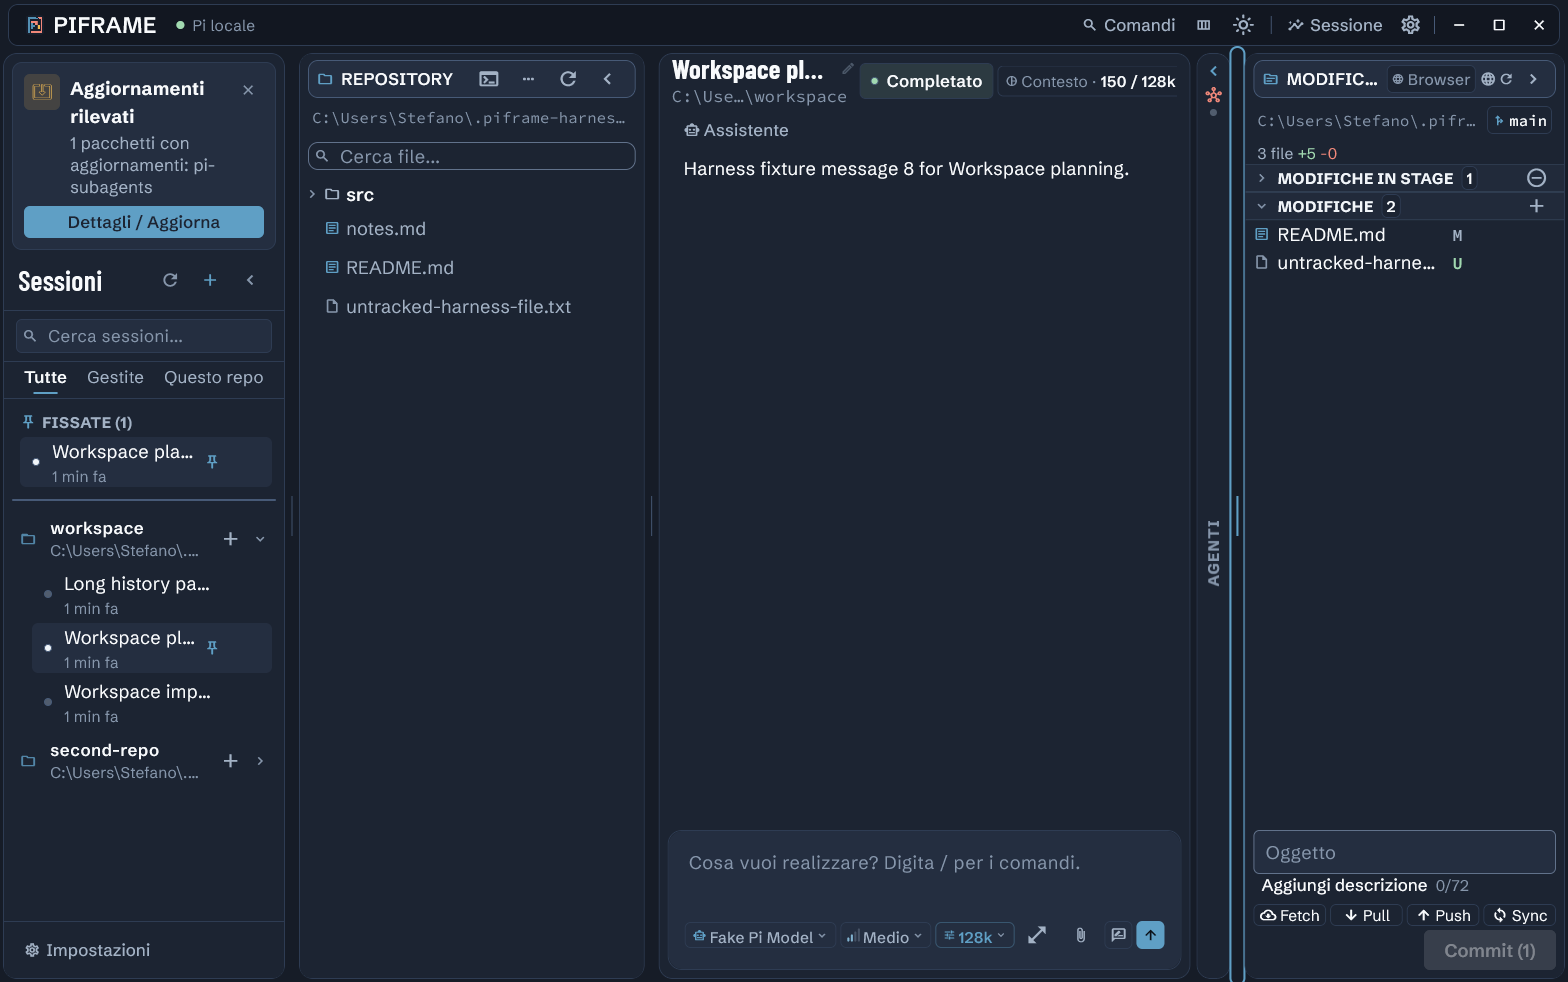 PIFRAME
Pi locale
Comandi
Sessione
Aggiornamenti
rilevati
1 pacchetti con
aggiornamenti: pi-
subagents
Dettagli / Aggiorna
Sessioni
Cerca sessioni...
Tutte
Gestite
Questo repo
FISSATE (1)
Workspace pla...
1 min fa
workspace
C:\Users\Stefano\....
Long history pa...
1 min fa
Workspace pl...
1 min fa
Workspace imp...
1 min fa
second-repo
C:\Users\Stefano\....
Impostazioni
REPOSITORY
C:\Users\Stefano\.piframe-harnes...
Cerca file...
src
notes.md
README.md
untracked-harness-file.txt
Workspace pl...
C:\Use...\workspace
Completato
Contesto · 150 / 128k
Assistente
Harness fixture message 8 for Workspace planning.
Cosa vuoi realizzare? Digita / per i comandi.
Fake Pi Model
Medio
128k
AGENTI
MODIFIC...
Browser
C:\Users\Stefano\.pifr...
main
3 file +5 -0
MODIFICHE IN STAGE 1
MODIFICHE 2
README.md M
untracked-harne... U
Oggetto
Aggiungi descrizione 0/72
Fetch
Pull
Push
Sync
Commit (1)